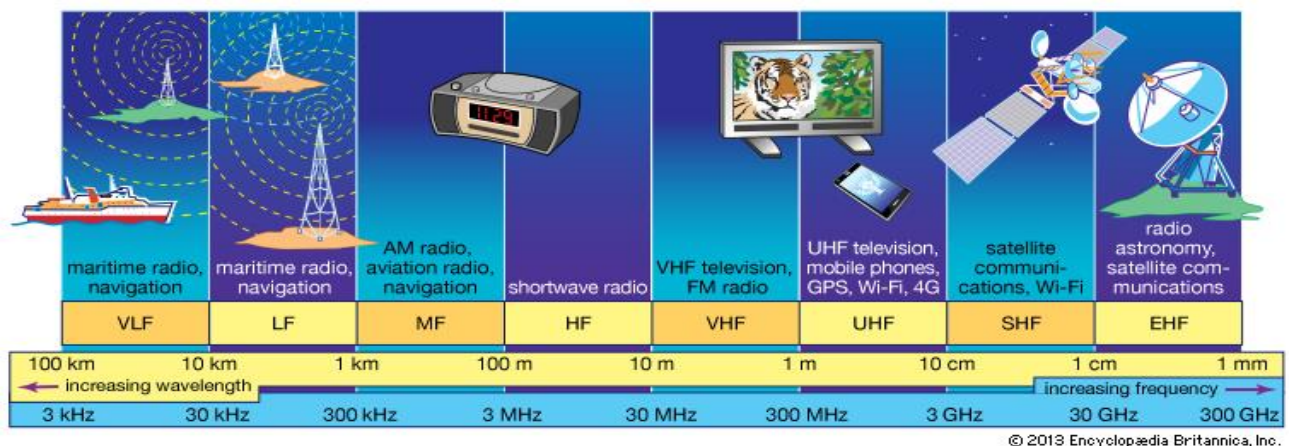 11:29
maritime radio,
navigation
maritime radio,
navigation
AM radio,
aviation radio,
navigation
shortwave radio
VHF television,
FM radio
UHF television,
mobile phones,
GPS, Wi-Fi, 4G
satellite
communi-
cations, Wi-Fi
radio
astronomy,
satellite com-
munications
VLF LF MF HF VHF UHF SHF EHF
100 km 10 km 1 km 100 m 10 m 1 m 10 cm 1 cm 1 mm
increasing wavelength increasing frequency
3 kHz 30 kHz 300 kHz 3 MHz 30 MHz 300 MHz 3 GHz 30 GHz 300 GHz
© 2013 Encyclopædia Britannica, Inc.